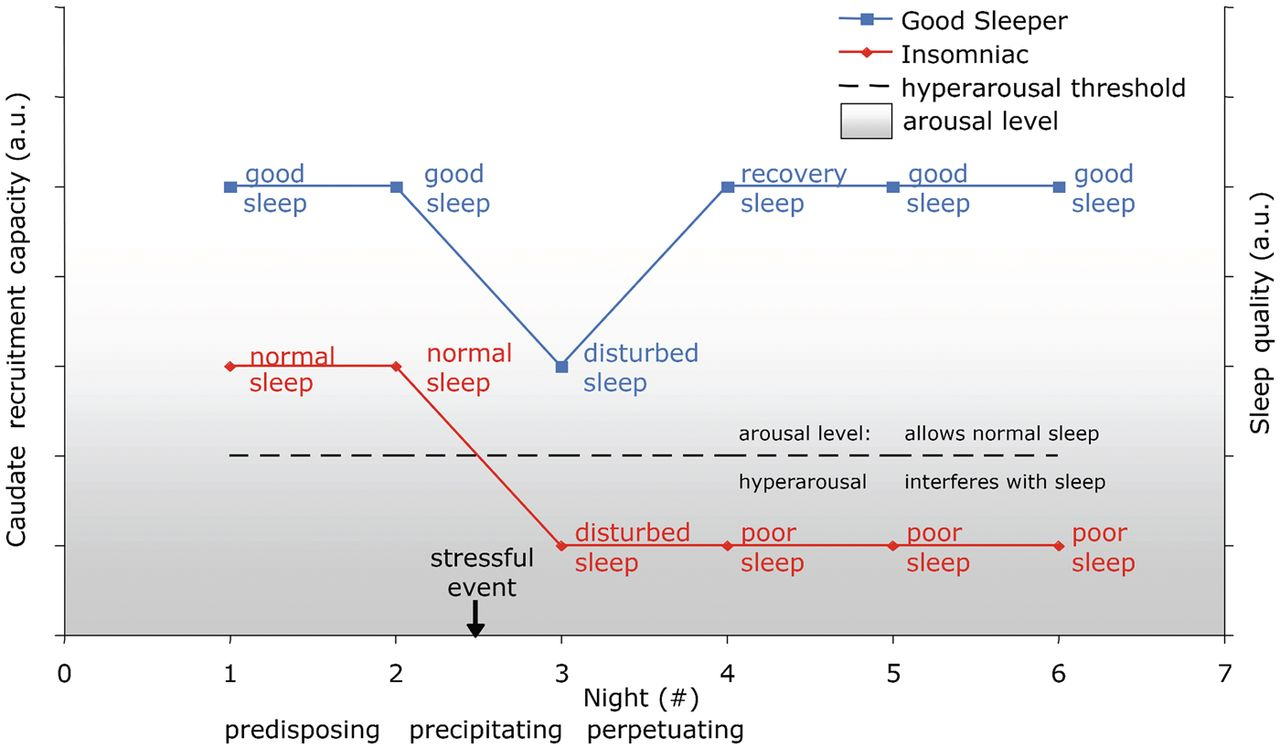 Good Sleeper
Insomniac
hyperarousal threshold
arousal level
Caudate recruitment capacity (a.u.)
Sleep quality (a.u.)
good sleep
good sleep
recovery sleep
good sleep
good sleep
normal sleep
normal sleep
disturbed sleep
arousal level: allows normal sleep
hyperarousal interferes with sleep
disturbed sleep
poor sleep
poor sleep
poor sleep
stressful
event
0 1 2 3 4 5 6 7
Night (#)
predisposing precipitating perpetuating